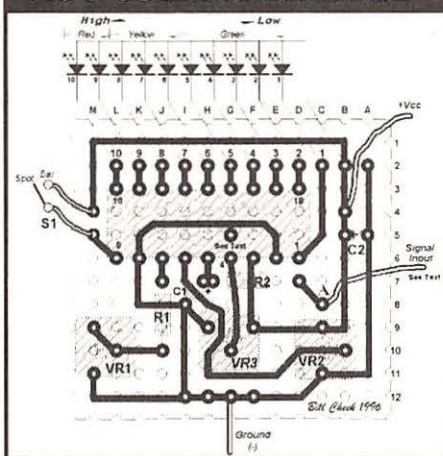 High Low
Red Yellow Green
10 9 8 7 6 5 4 3 2 1
M L K J I H G F E D C B A
+Vcc
1
10 9 8 7 6 5 4 3 2 1 2
Spot Bar 10 18 3
4
S1 C2 5
See Text Signal
9 4 1 6 Input
See Text
R2 7
C1 A 8
R1 9
VR1 VR3 VR2 10
11
Bill Cheek 1996 12
Ground
(-)